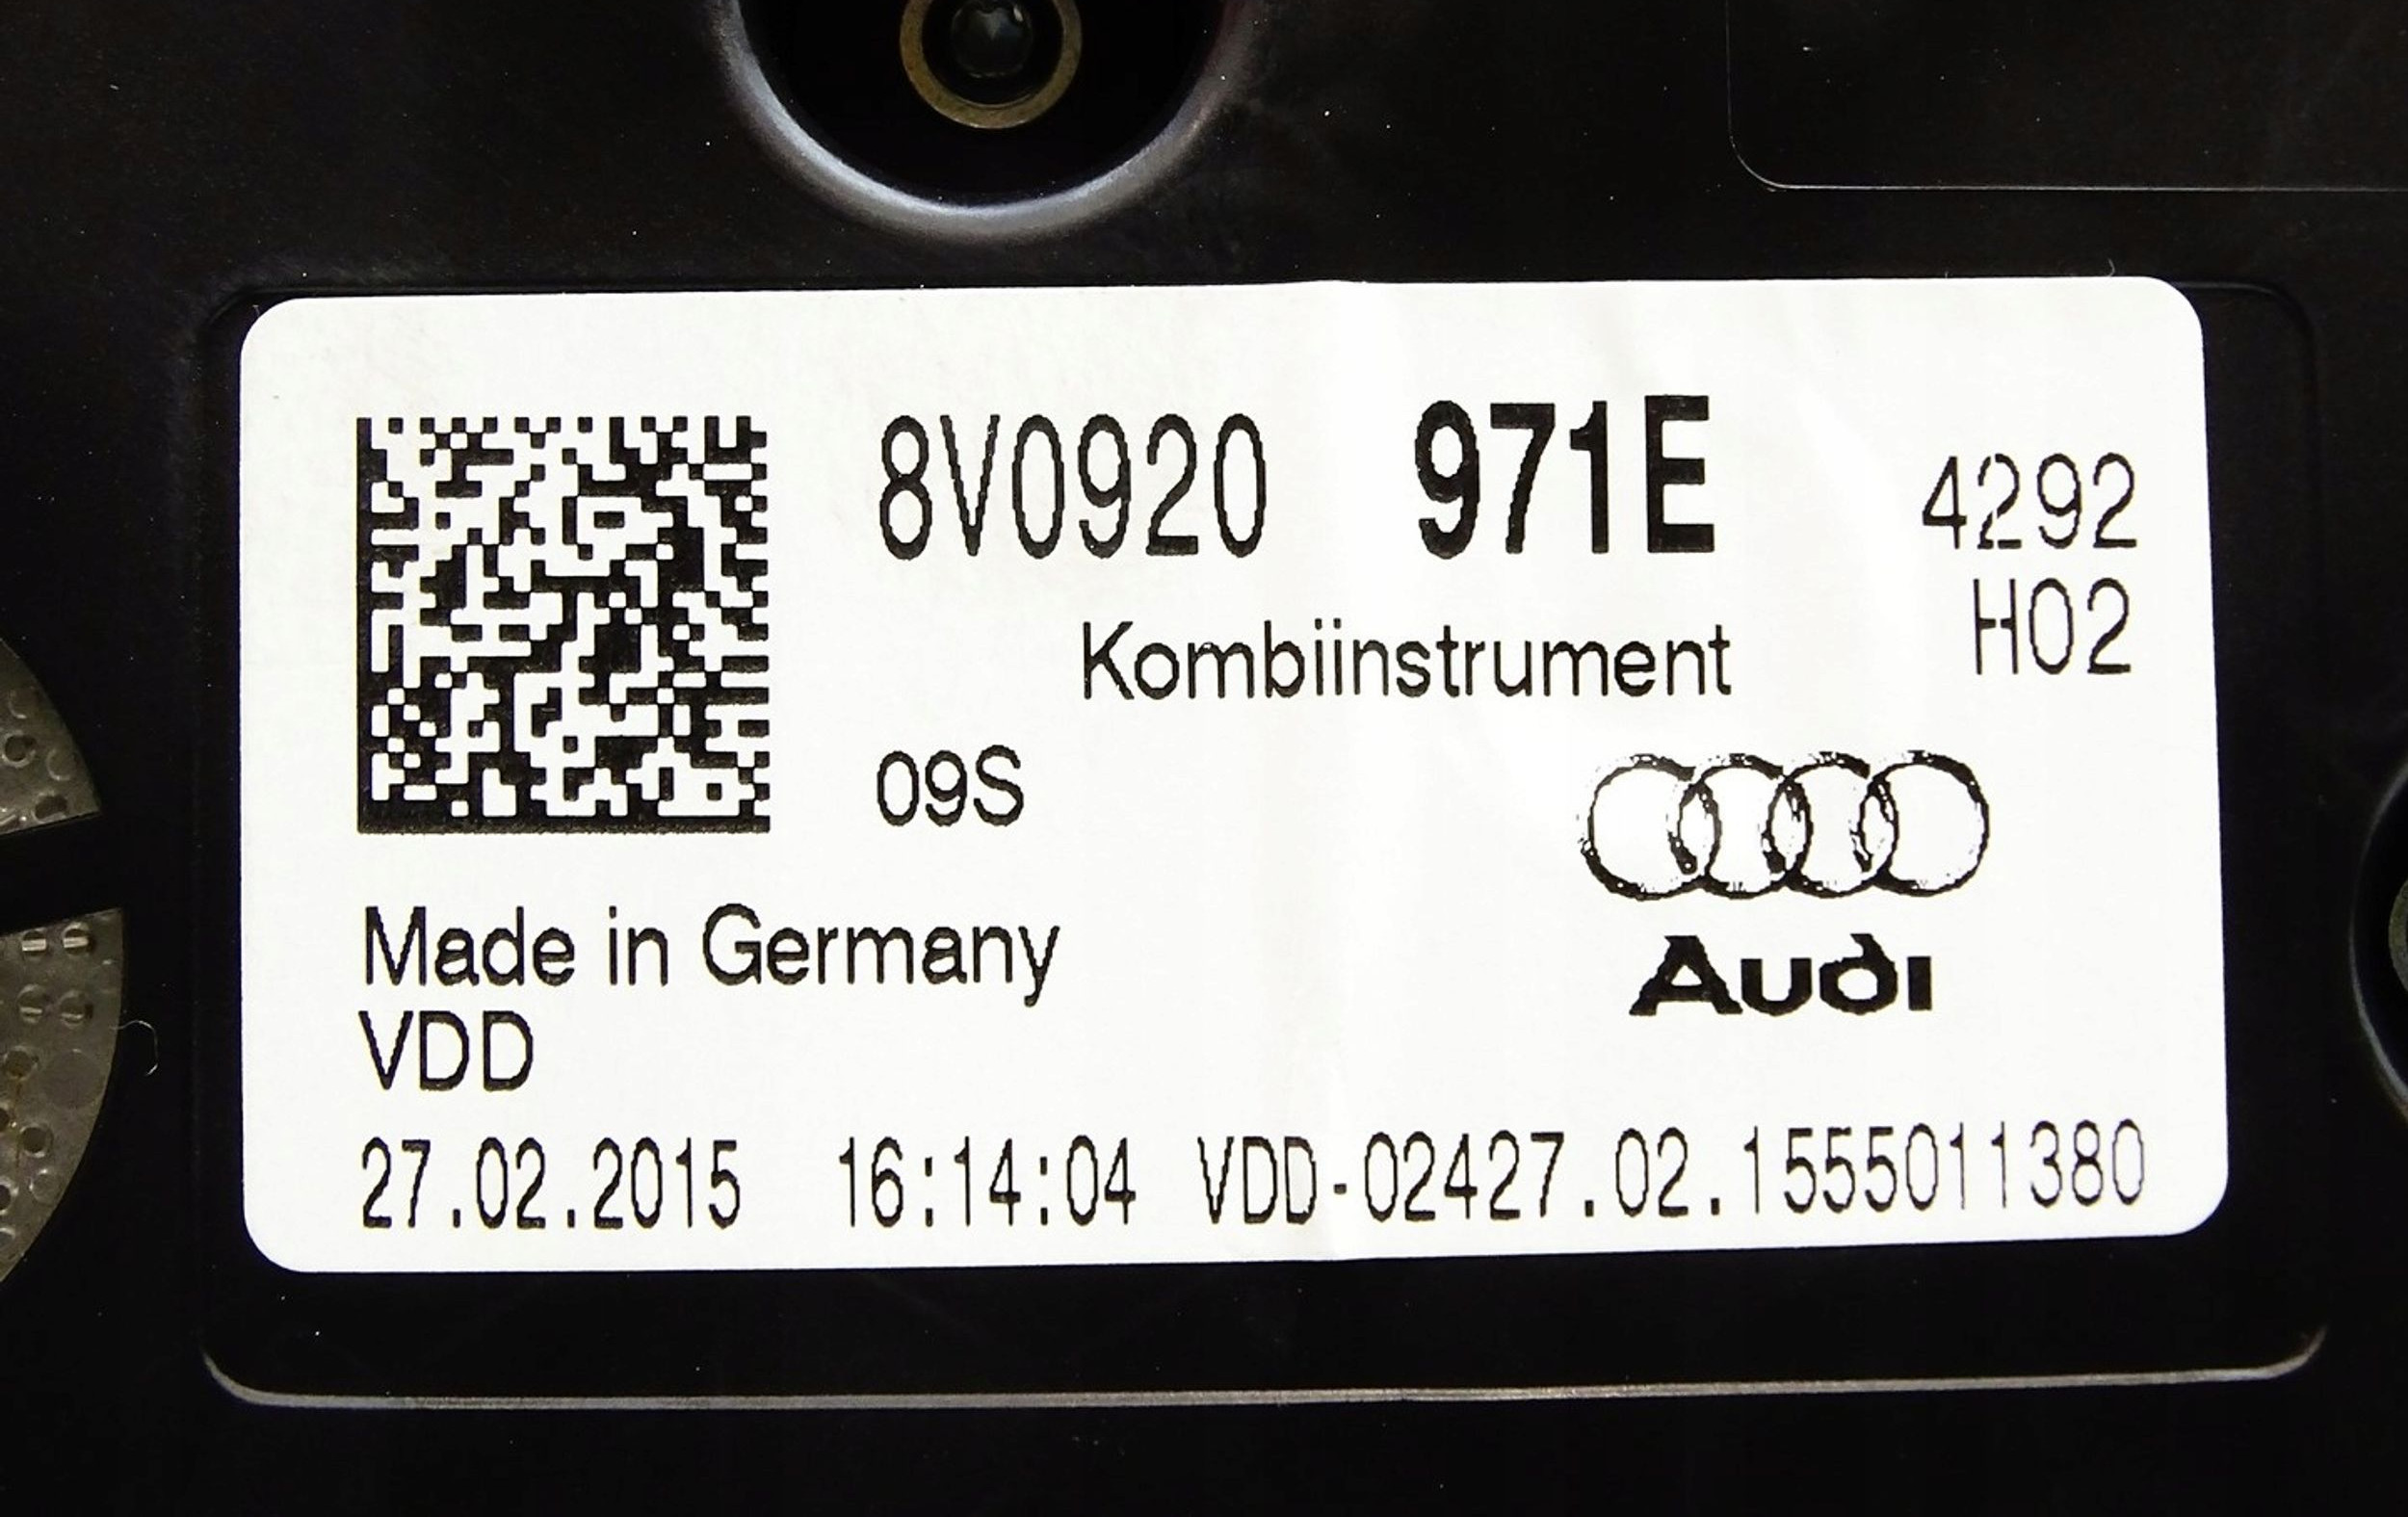 8V0920 971E 4292
H02
Kombiinstrument
09S
Audi
Made in Germany
VDD
27.02.2015 16:14:04 VDD-02427.02.1555011380